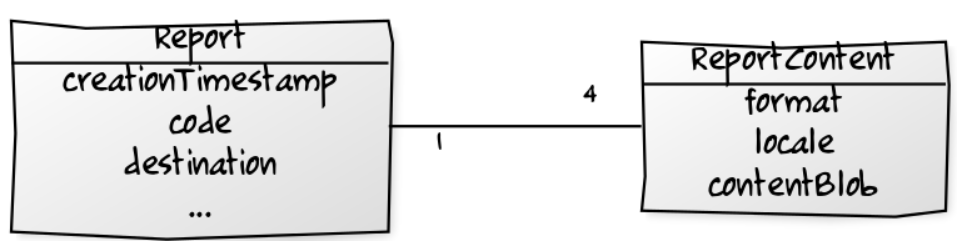 Report
creationTimestamp
code
destination
...
1
4
ReportContent
format
locale
contentBlob